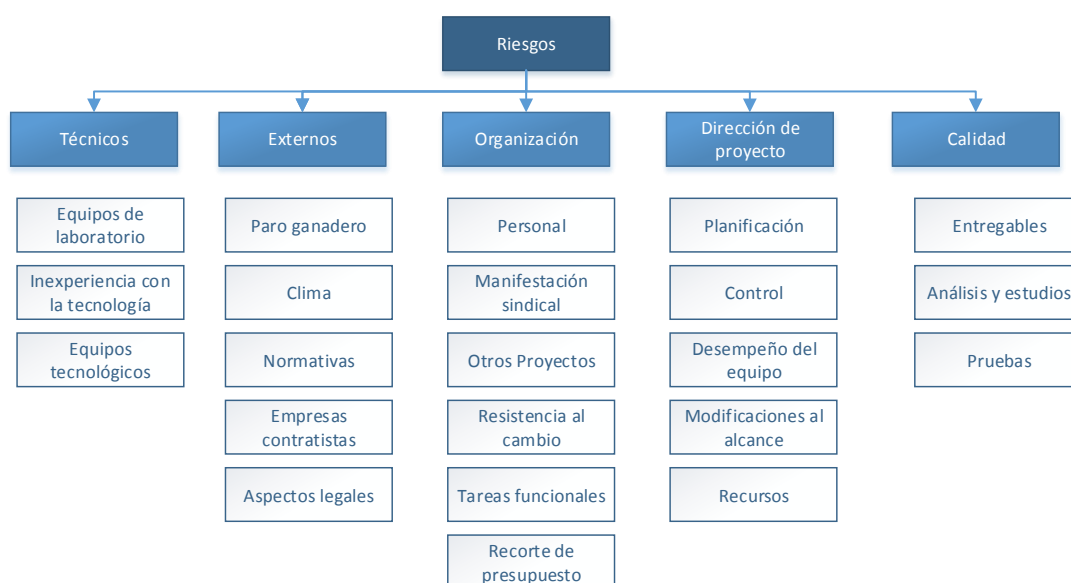 Riesgos
Técnicos
Externos
Organización
Dirección de
proyecto
Calidad
Equipos de
laboratorio
Inexperiencia con
la tecnología
Equipos
tecnológicos
Paro ganadero
Clima
Normativas
Empresas
contratistas
Aspectos legales
Personal
Manifestación
sindical
Otros Proyectos
Resistencia al
cambio
Tareas funcionales
Recorte de
presupuesto
Planificación
Control
Desempeño del
equipo
Modificaciones al
alcance
Recursos
Entregables
Análisis y estudios
Pruebas